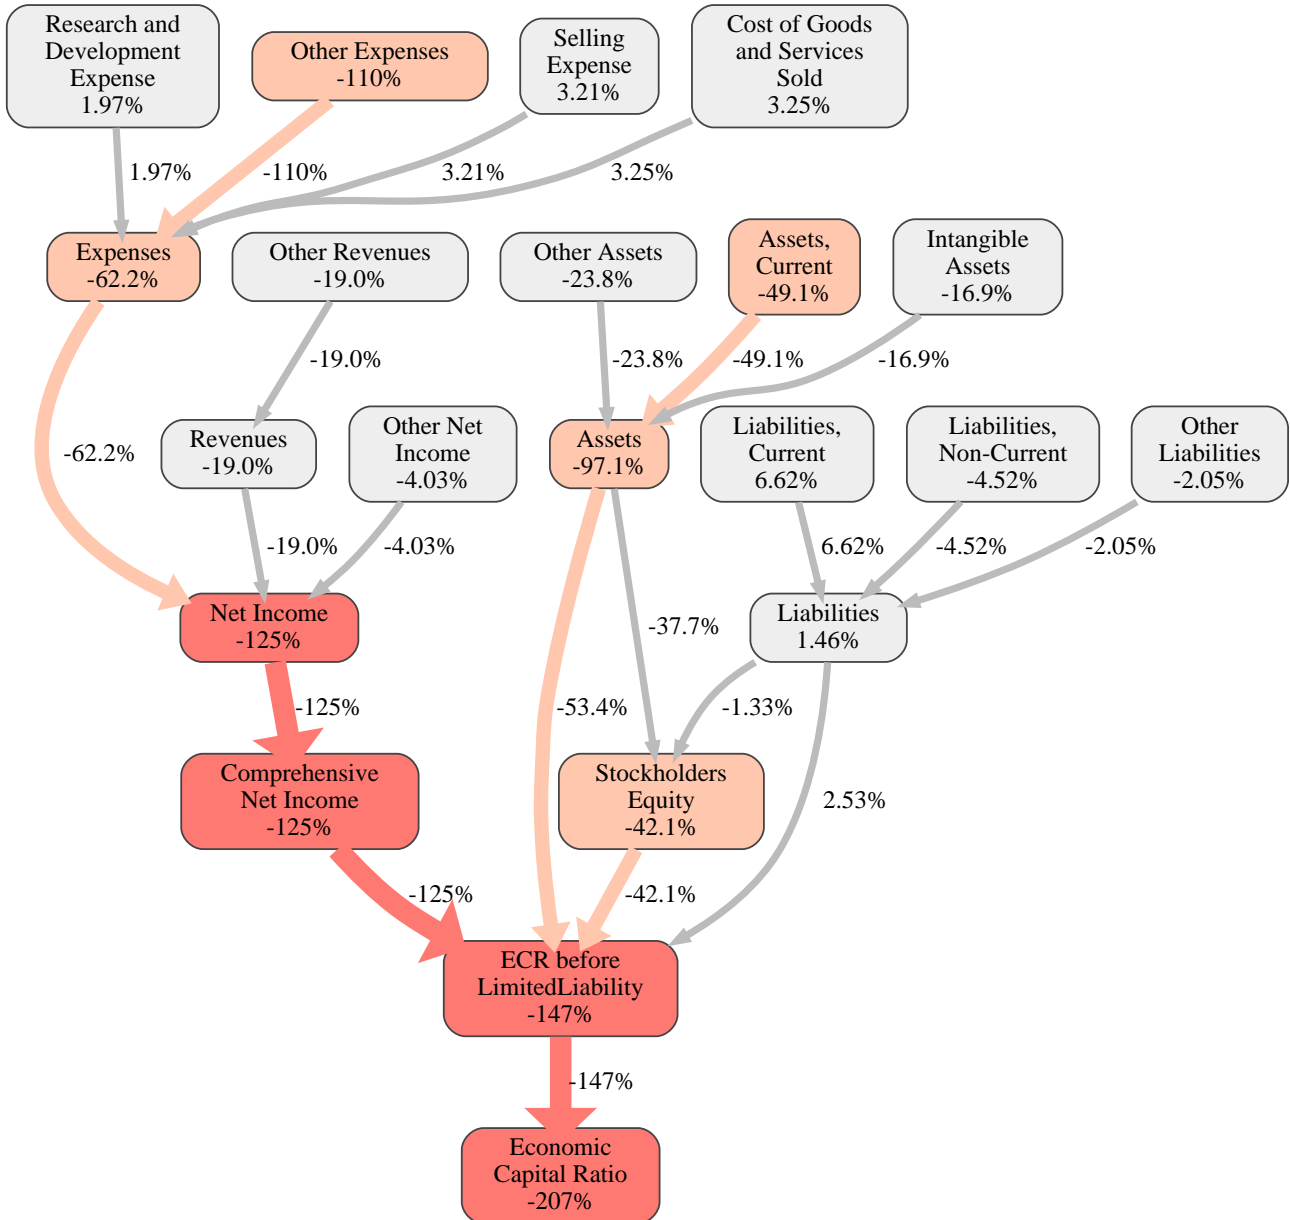 Research and
Development
Expense
1.97%
Other Expenses
-110%
Selling
Expense
3.21%
Cost of Goods
and Services
Sold
3.25%
1.97%
-110%
3.21%
3.25%
Expenses
-62.2%
Other Revenues
-19.0%
Other Assets
-23.8%
Assets,
Current
-49.1%
Intangible
Assets
-16.9%
-19.0%
-23.8%
-49.1%
-16.9%
-62.2%
Revenues
-19.0%
Other Net
Income
-4.03%
Assets
-97.1%
Liabilities,
Current
6.62%
Liabilities,
Non-Current
-4.52%
Other
Liabilities
-2.05%
-19.0%
-4.03%
6.62%
-4.52%
-2.05%
Net Income
-125%
-37.7%
Liabilities
1.46%
-125%
-53.4%
-1.33%
Comprehensive
Net Income
-125%
Stockholders
Equity
-42.1%
2.53%
-125%
-42.1%
ECR before
LimitedLiability
-147%
-147%
Economic
Capital Ratio
-207%